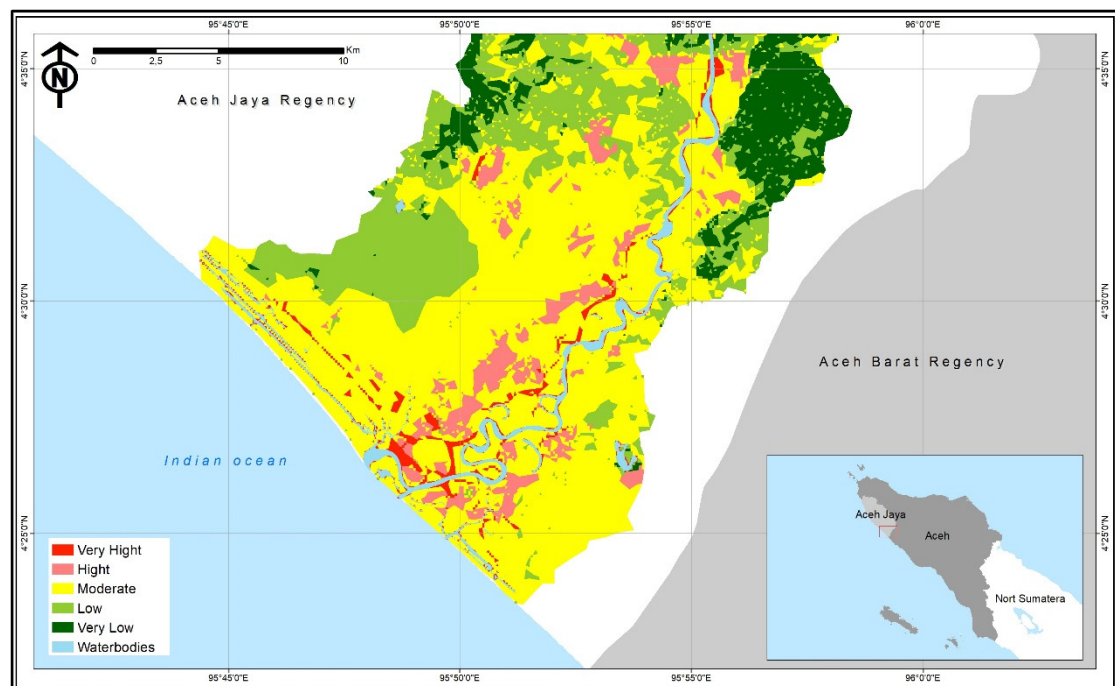 95°45'0"E
95°50'0"E
95°55'0"E
96°0'0"E
N
0 2,5 5 10
Km
4°35'0"N
4°35'0"N
Aceh Jaya Regency
4°30'0"N
4°30'0"N
Aceh Barat Regency
Indian ocean
4°25'0"N
4°25'0"N
Very Hight
Hight
Moderate
Low
Very Low
Waterbodies
Aceh Jaya
Aceh
Nort Sumatera
95°45'0"E
95°50'0"E
95°55'0"E
96°0'0"E